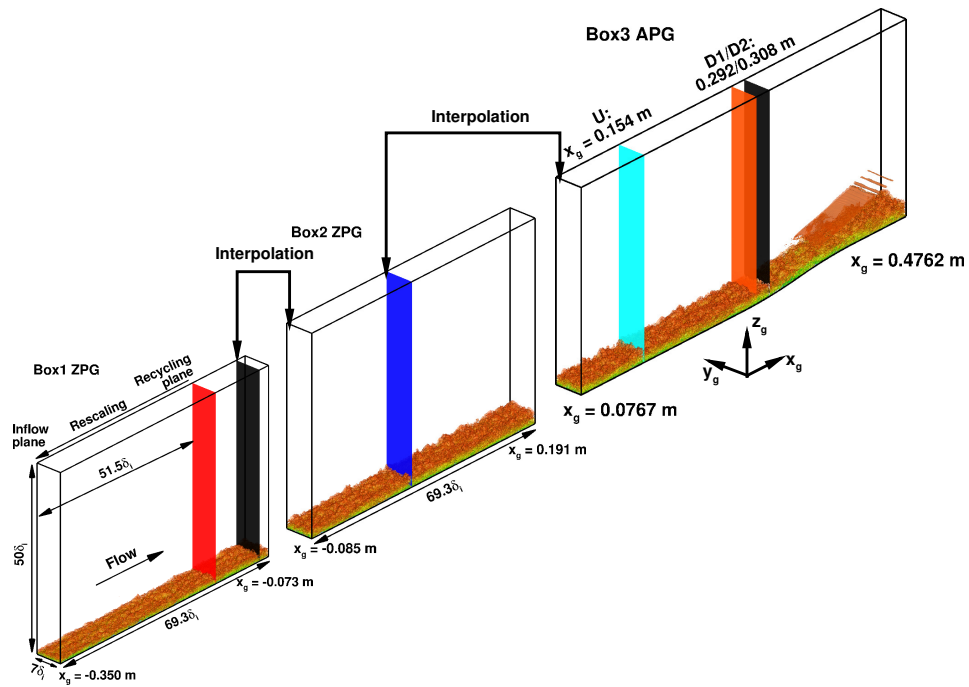 Box3 APG
D1/D2:
0.292/0.308 m
U:
x_g = 0.154 m
Interpolation
x_g = 0.4762 m
z_g
y_g
x_g
x_g = 0.0767 m
Box2 ZPG
Interpolation
x_g = 0.191 m
69.3δ_i
x_g = -0.085 m
Box1 ZPG
Recycling
plane
Rescaling
Inflow
plane
51.5δ_i
50δ_i
Flow
x_g = -0.073 m
69.3δ_i
7δ_i
x_g = -0.350 m